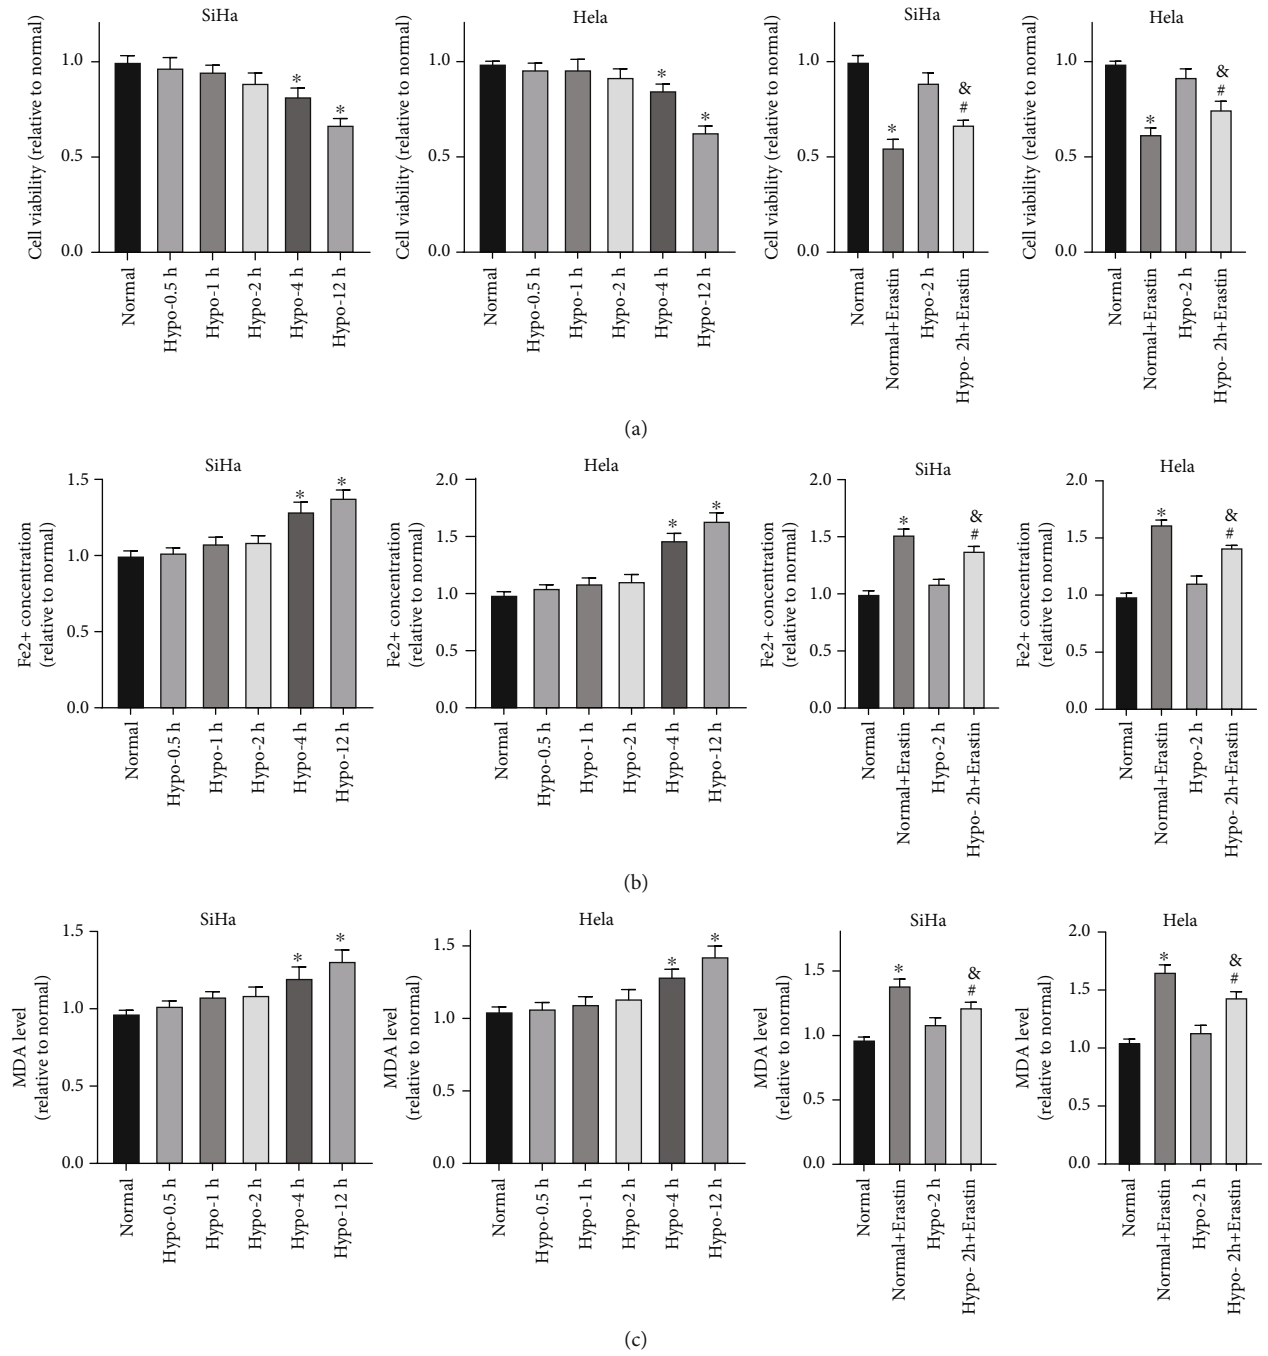 SiHa
Cell viability (relative to normal)
1.0
0.5
0.0
*
*
Normal
Hypo-0.5 h
Hypo-1 h
Hypo-2 h
Hypo-4 h
Hypo-12 h
Hela
Cell viability (relative to normal)
1.0
0.5
0.0
*
*
Normal
Hypo-0.5 h
Hypo-1 h
Hypo-2 h
Hypo-4 h
Hypo-12 h
SiHa
Cell viability (relative to normal)
1.0
0.5
0.0
*
&
#
Normal
Normal+Erastin
Hypo-2 h
Hypo- 2h+Erastin
Hela
Cell viability (relative to normal)
1.0
0.5
0.0
*
&
#
Normal
Normal+Erastin
Hypo-2 h
Hypo- 2h+Erastin
(a)
SiHa
Fe2+ concentration
(relative to normal)
1.5
1.0
0.5
0.0
*
*
Normal
Hypo-0.5 h
Hypo-1 h
Hypo-2 h
Hypo-4 h
Hypo-12 h
Hela
Fe2+ concentration
(relative to normal)
2.0
1.5
1.0
0.5
0.0
*
*
Normal
Hypo-0.5 h
Hypo-1 h
Hypo-2 h
Hypo-4 h
Hypo-12 h
SiHa
Fe2+ concentration
(relative to normal)
2.0
1.5
1.0
0.5
0.0
*
&
#
Normal
Normal+Erastin
Hypo-2 h
Hypo- 2h+Erastin
Hela
Fe2+ concentration
(relative to normal)
2.0
1.5
1.0
0.5
0.0
*
&
#
Normal
Normal+Erastin
Hypo-2 h
Hypo- 2h+Erastin
(b)
SiHa
MDA level
(relative to normal)
1.5
1.0
0.5
0.0
*
*
Normal
Hypo-0.5 h
Hypo-1 h
Hypo-2 h
Hypo-4 h
Hypo-12 h
Hela
MDA level
(relative to normal)
1.5
1.0
0.5
0.0
*
*
Normal
Hypo-0.5 h
Hypo-1 h
Hypo-2 h
Hypo-4 h
Hypo-12 h
SiHa
MDA level
(relative to normal)
1.5
1.0
0.5
0.0
*
&
#
Normal
Normal+Erastin
Hypo-2 h
Hypo- 2h+Erastin
Hela
MDA level
(relative to normal)
2.0
1.5
1.0
0.5
0.0
*
&
#
Normal
Normal+Erastin
Hypo-2 h
Hypo- 2h+Erastin
(c)